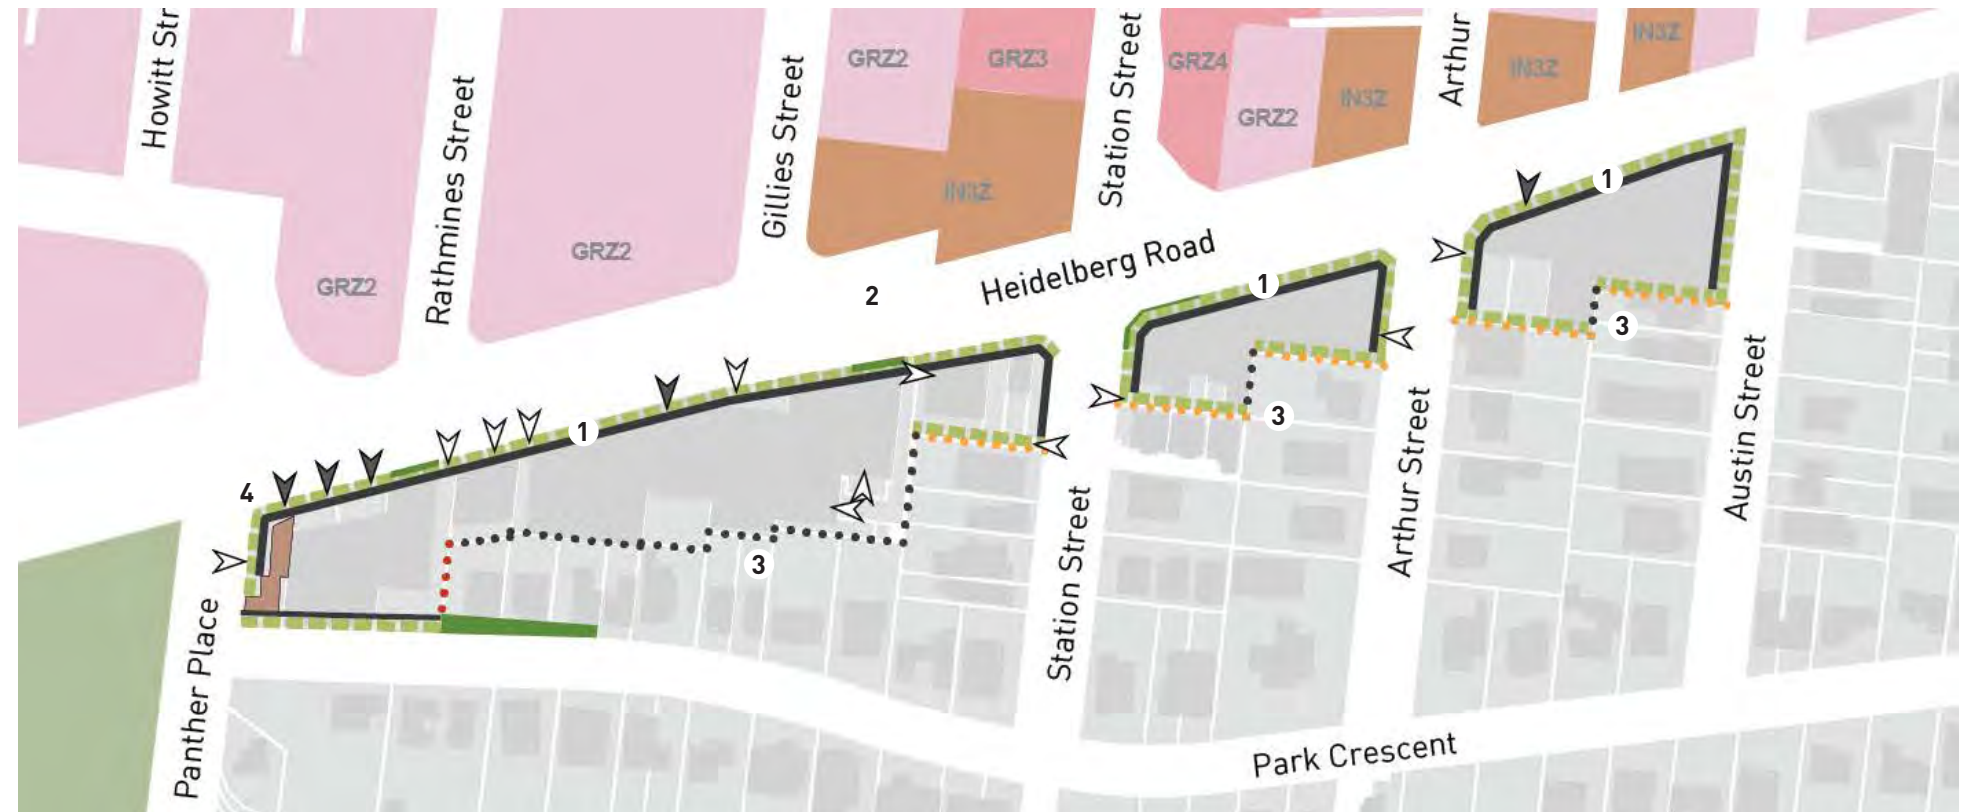 Howitt Str
Rathmines Street
Gillies Street
Station Street
Arthur
GRZ2
GRZ3
GRZ4
IN3Z
IN3Z
IN3Z
GRZ2
IN3Z
GRZ2
GRZ2
Heidelberg Road
1
1
2
1
4
3
3
3
Panther Place
Station Street
Arthur Street
Austin Street
Park Crescent